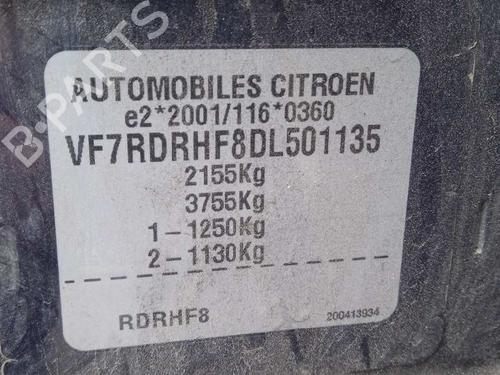 B-PARTS
AUTOMOBILES CITROEN
e2*2001/116*0360
VF7RDRHF8DL501135
2155Kg
3755Kg
1-1250Kg
2-1130Kg
RDRHF8 200413934